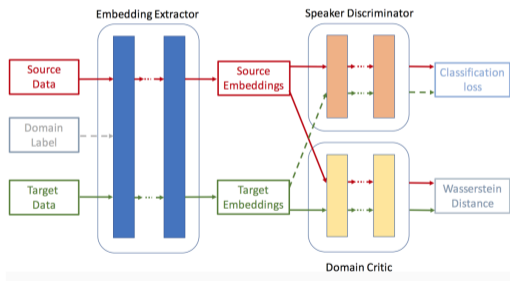 Embedding Extractor
Speaker Discriminator
Source
Data
Source
Embeddings
Classification
loss
Domain
Label
Target
Data
Target
Embeddings
Wasserstein
Distance
Domain Critic